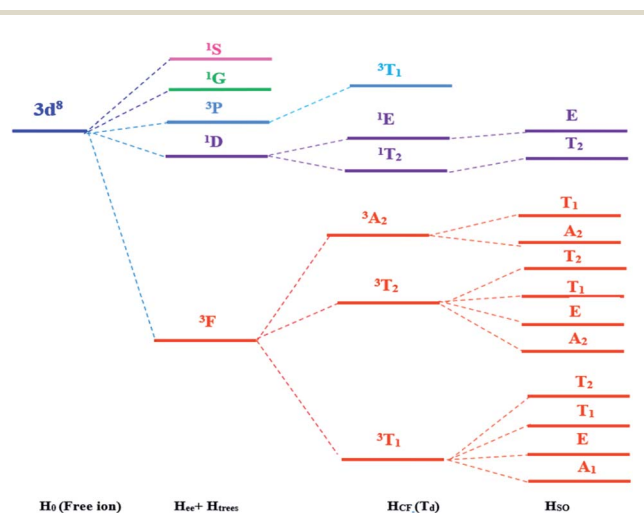 ¹S
¹G
³T₁
3d⁸
³P
¹E
E
¹D
¹T₂
T₂
³A₂
T₁
A₂
³T₂
T₂
T₁
³F
E
A₂
T₂
³T₁
T₁
E
A₁
H₀ (Free ion)
Hₑₑ+ Hₜᵣₑₑₛ
H_CF (T_d)
H_SO